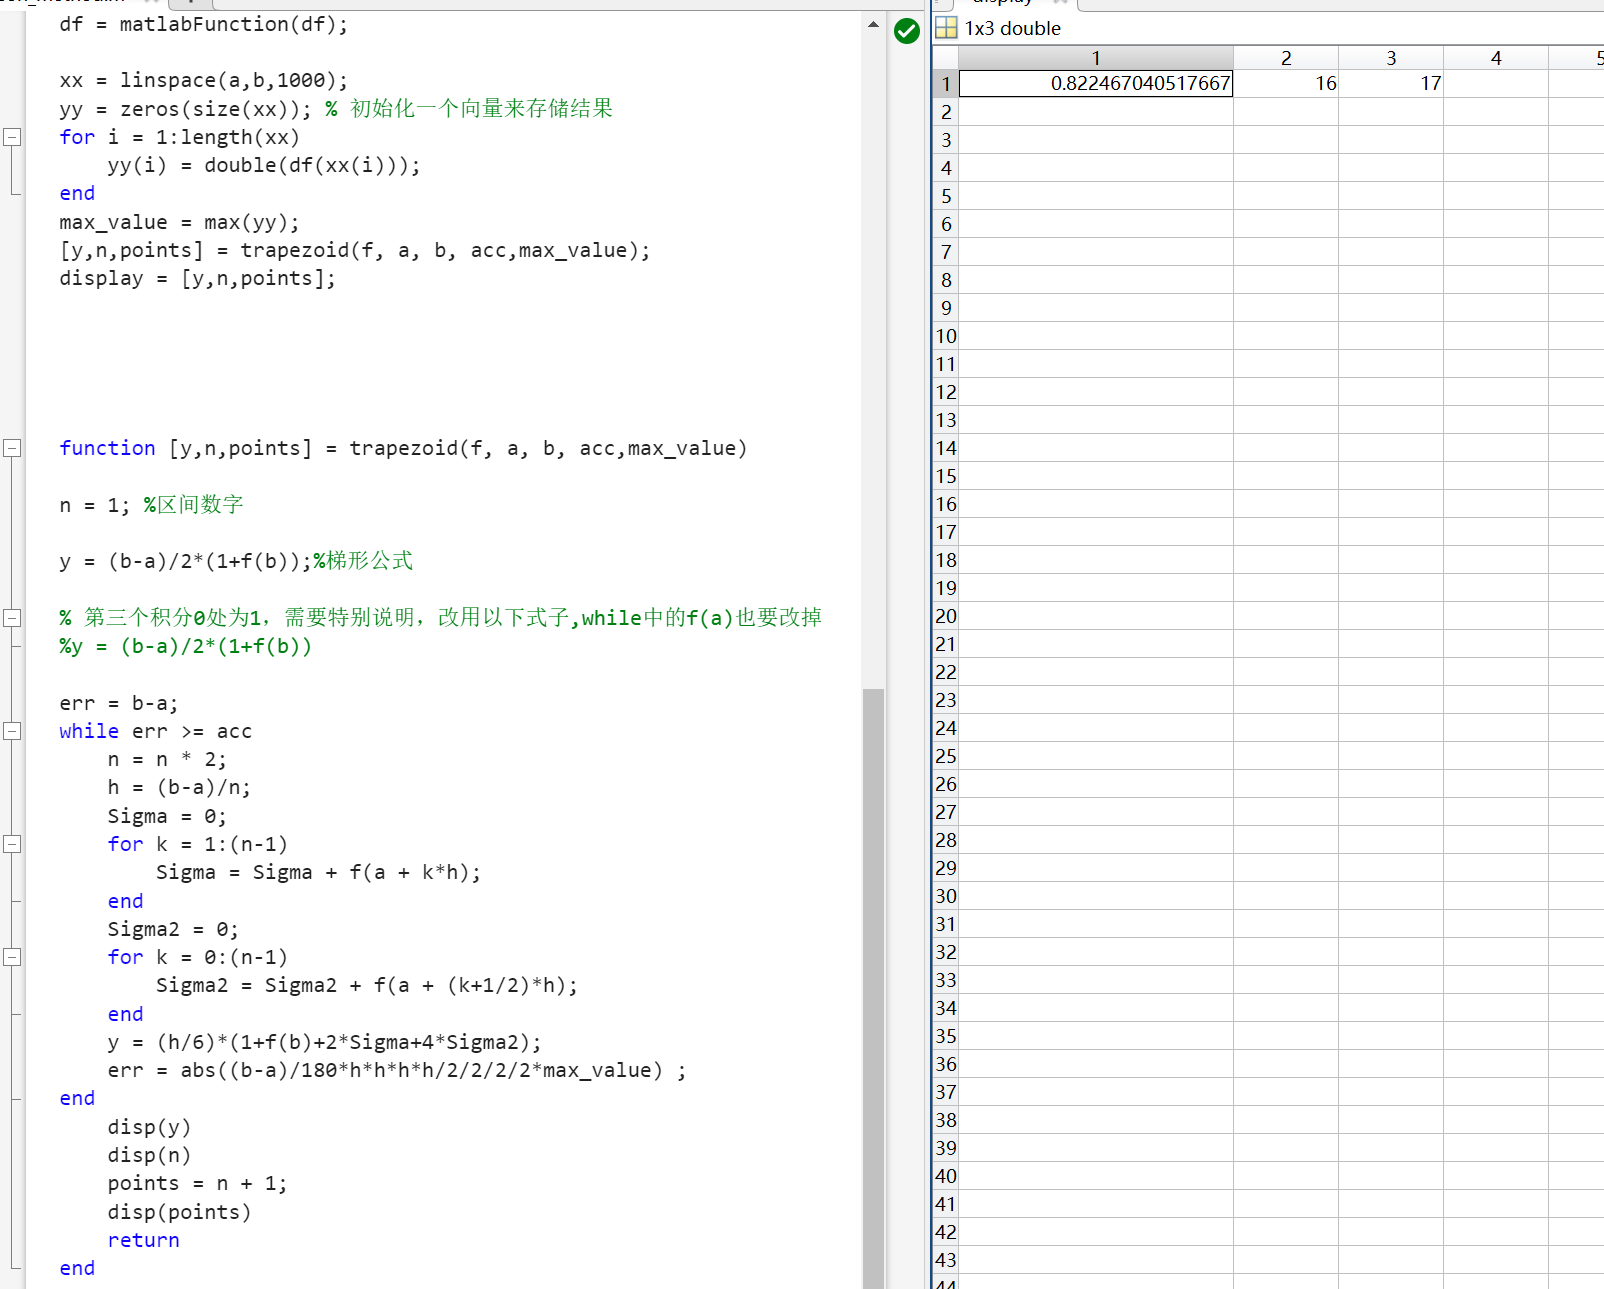 df = matlabFunction(df);
xx = linspace(a,b,1000);
yy = zeros(size(xx)); % 初始化一个向量来存储结果
for i = 1:length(xx)
yy(i) = double(df(xx(i)));
end
max_value = max(yy);
[y,n,points] = trapezoid(f, a, b, acc,max_value);
display = [y,n,points];
function [y,n,points] = trapezoid(f, a, b, acc,max_value)
n = 1; %区间数字
y = (b-a)/2*(1+f(b));%梯形公式
% 第三个积分0处为1，需要特别说明，改用以下式子,while中的f(a)也要改掉
%y = (b-a)/2*(1+f(b))
err = b-a;
while err >= acc
n = n * 2;
h = (b-a)/n;
Sigma = 0;
for k = 1:(n-1)
Sigma = Sigma + f(a + k*h);
end
Sigma2 = 0;
for k = 0:(n-1)
Sigma2 = Sigma2 + f(a + (k+1/2)*h);
end
y = (h/6)*(1+f(b)+2*Sigma+4*Sigma2);
err = abs((b-a)/180*h*h*h*h/2/2/2/2*max_value) ;
end
disp(y)
disp(n)
points = n + 1;
disp(points)
return
end
1x3 double
1 2 3 4 5
1 0.822467040517667 16 17
2
3
4
5
6
7
8
9
10
11
12
13
14
15
16
17
18
19
20
21
22
23
24
25
26
27
28
29
30
31
32
33
34
35
36
37
38
39
40
41
42
43
44